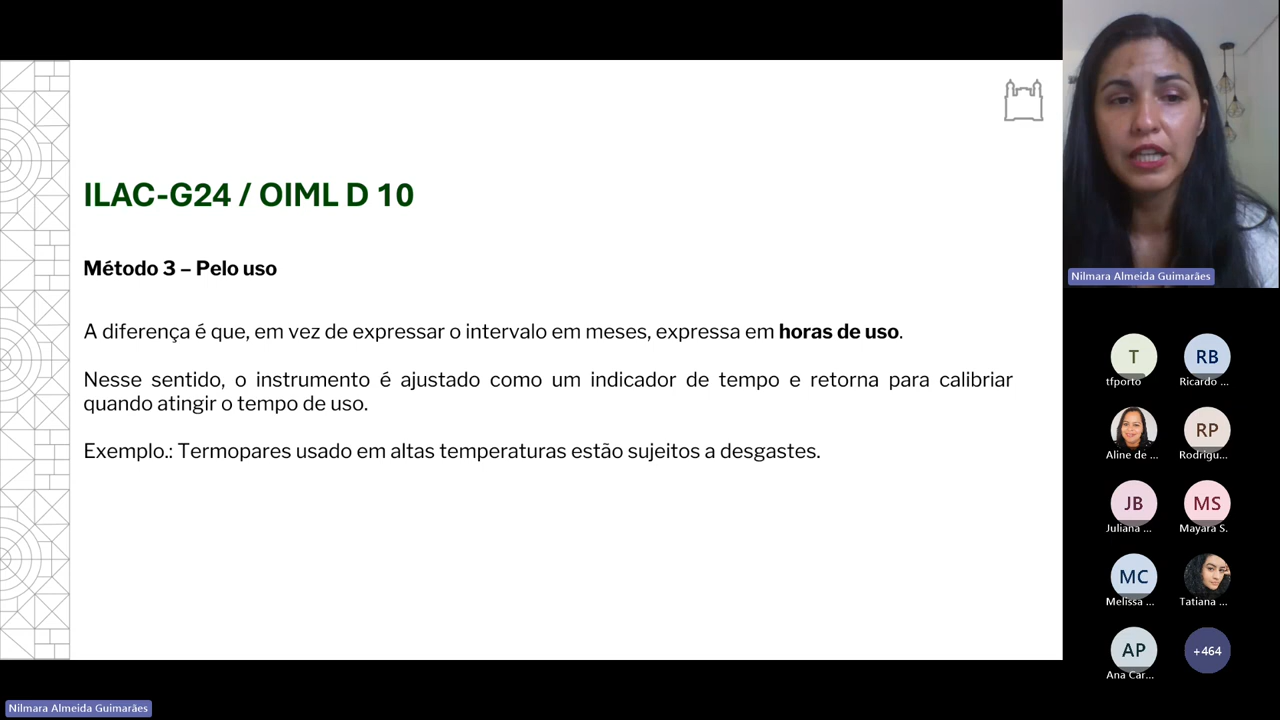 ILAC-G24 / OIML D 10
Método 3 – Pelo uso
A diferença é que, em vez de expressar o intervalo em meses, expressa em horas de uso.
Nesse sentido, o instrumento é ajustado como um indicador de tempo e retorna para calibriar
quando atingir o tempo de uso.
Exemplo.: Termopares usado em altas temperaturas estão sujeitos a desgastes.
Nilmara Almeida Guimarães
T
tfporto
RB
Ricardo ...
Aline de ...
RP
Rodrigu...
JB
Juliana ...
MS
Mayara S.
MC
Melissa ...
Tatiana ...
AP
Ana Car...
+464
Nilmara Almeida Guimarães